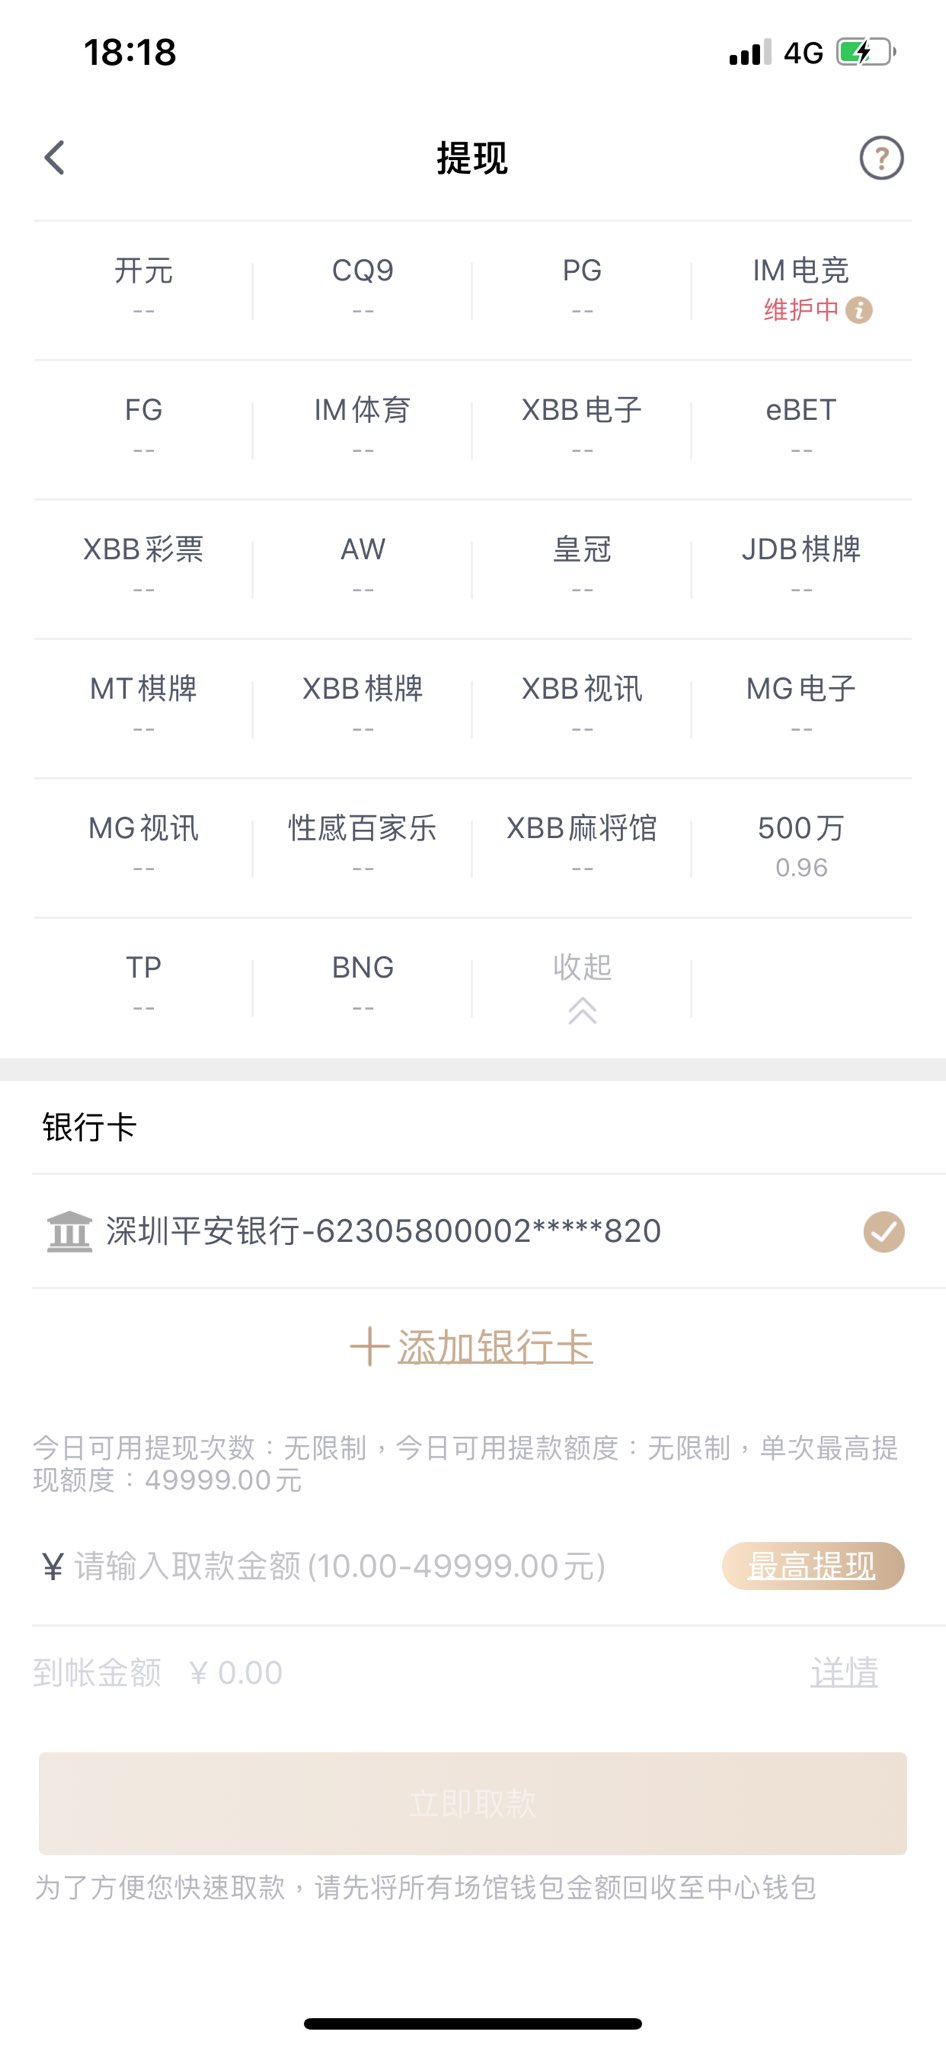 18:18 4G
提现 ?
开元 CQ9 PG IM电竞
-- -- -- 维护中 i
FG IM体育 XBB电子 eBET
-- -- -- --
XBB彩票 AW 皇冠 JDB棋牌
-- -- -- --
MT棋牌 XBB棋牌 XBB视讯 MG电子
-- -- -- --
MG视讯 性感百家乐 XBB麻将馆 500万
-- -- -- 0.96
TP BNG 收起
-- --
银行卡
深圳平安银行-62305800002*****820
添加银行卡
今日可用提现次数：无限制，今日可用提款额度：无限制，单次最高提
现额度：49999.00元
¥ 请输入取款金额(10.00-49999.00元) 最高提现
到帐金额 ¥ 0.00 详情
立即取款
为了方便您快速取款，请先将所有场馆钱包金额回收至中心钱包